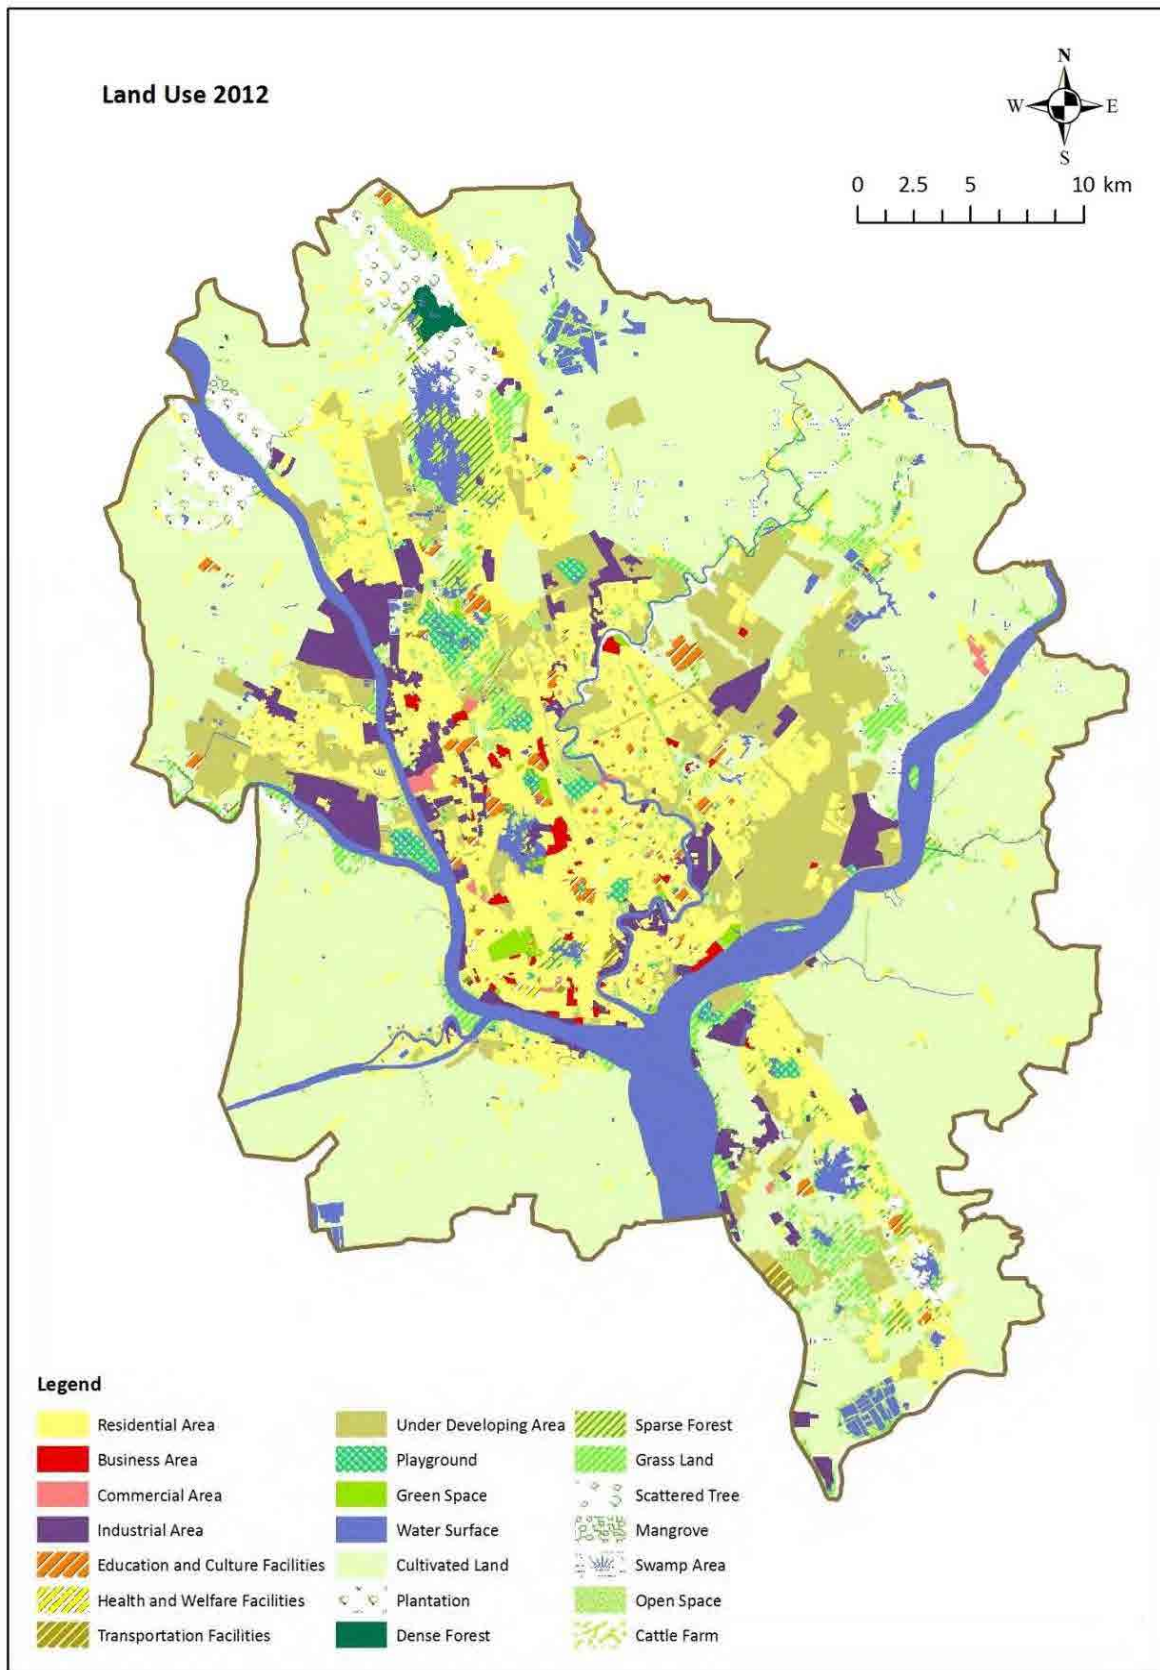 Land Use 2012
N
W E
S
0 2.5 5 10 km
Legend
Residential Area
Business Area
Commercial Area
Industrial Area
Education and Culture Facilities
Health and Welfare Facilities
Transportation Facilities
Under Developing Area
Playground
Green Space
Water Surface
Cultivated Land
Plantation
Dense Forest
Sparse Forest
Grass Land
Scattered Tree
Mangrove
Swamp Area
Open Space
Cattle Farm